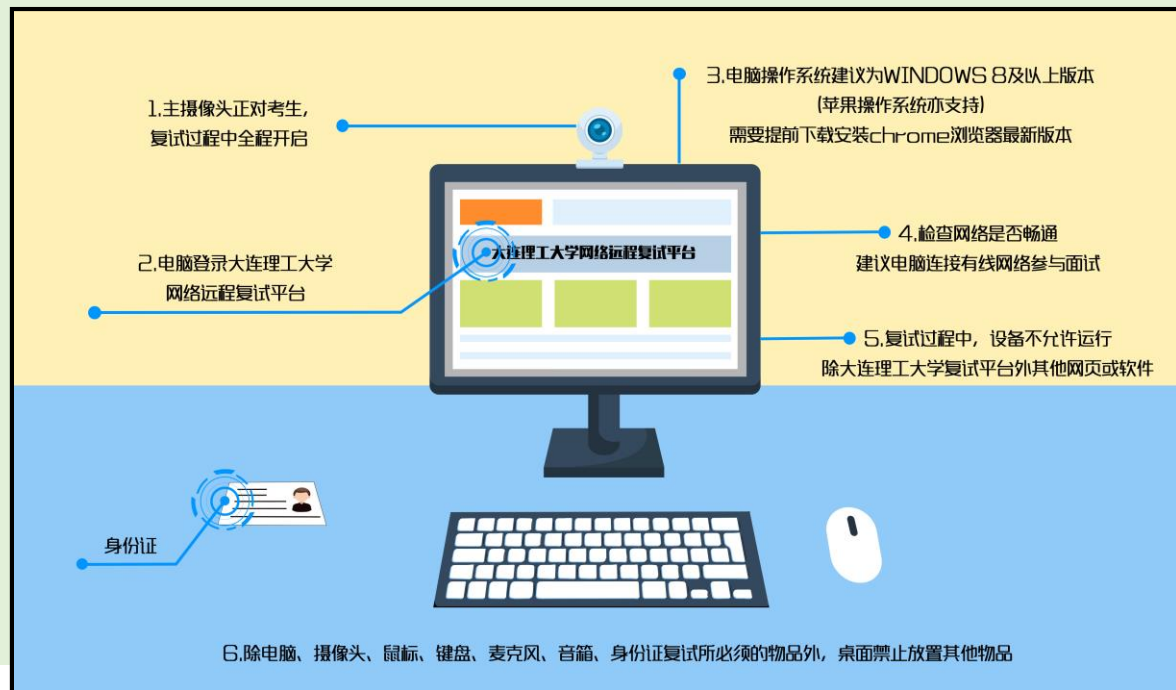 1.主摄像头正对考生，
复试过程中全程开启
2.电脑登录大连理工大学
网络远程复试平台
3.电脑操作系统建议为WINDOWS 8及以上版本
(苹果操作系统亦支持)
需要提前下载安装chrome浏览器最新版本
大连理工大学网络远程复试平台
4.检查网络是否畅通
建议电脑连接有线网络参与面试
5.复试过程中，设备不允许运行
除大连理工大学复试平台外其他网页或软件
身份证
6.除电脑、摄像头、鼠标、键盘、麦克风、音箱、身份证复试所必须的物品外，桌面禁止放置其他物品